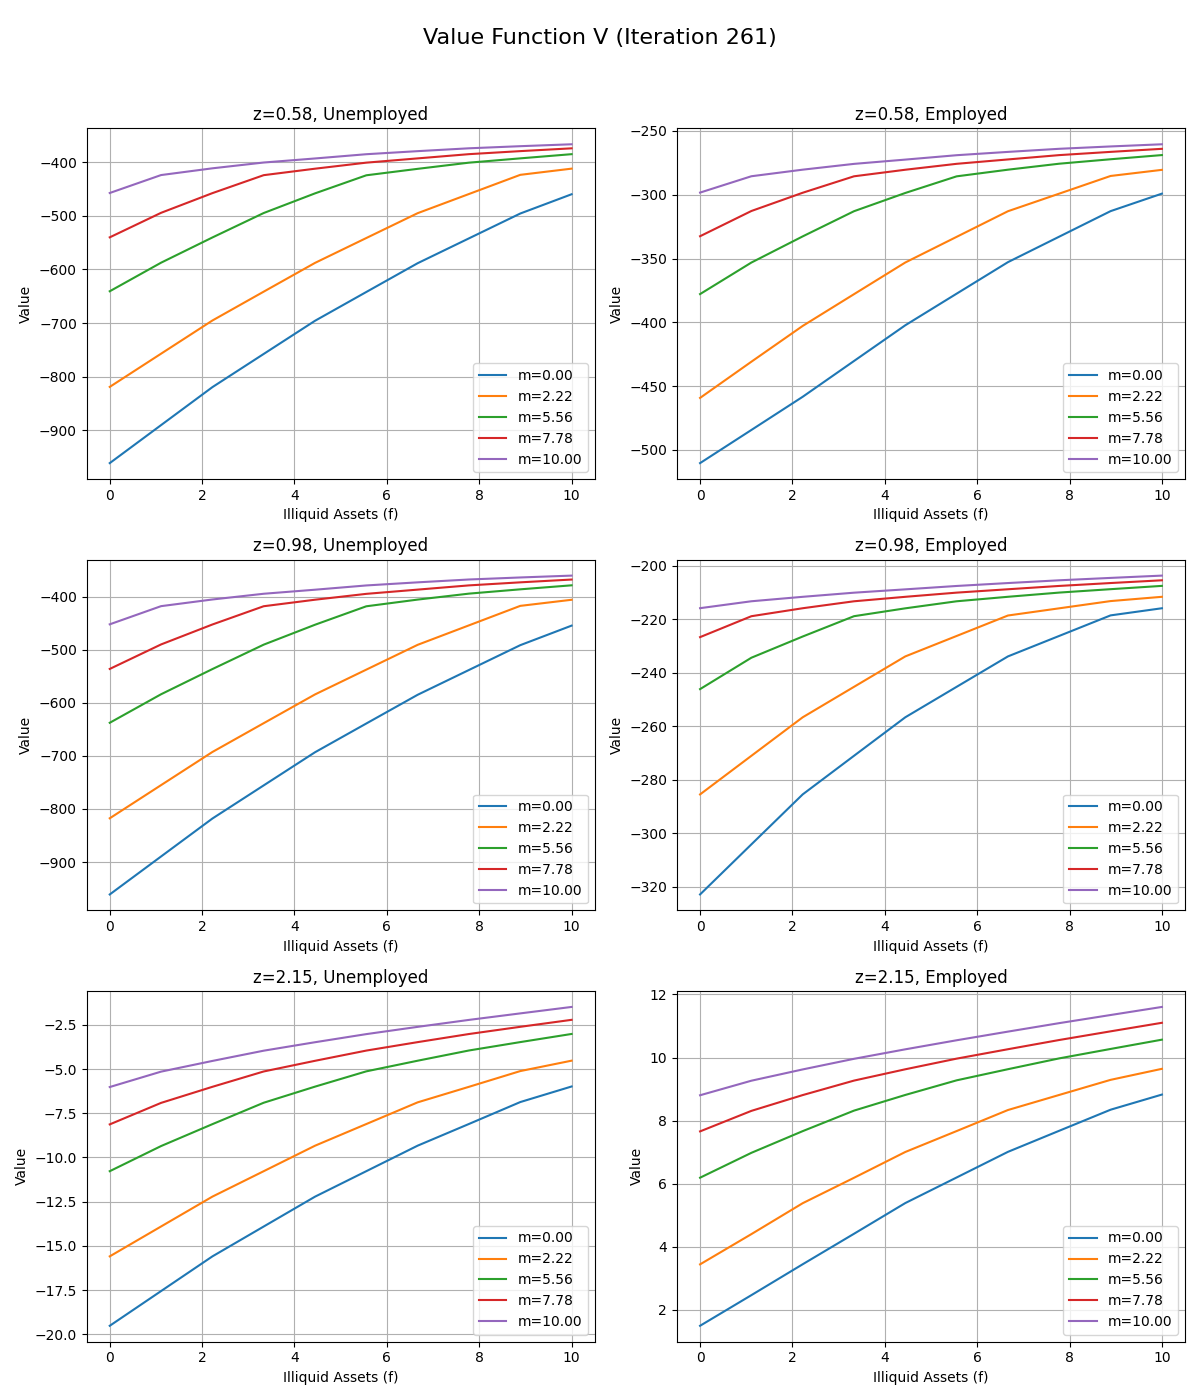 Value Function V (Iteration 261)
z=0.58, Unemployed
−400
−500
−600
−700
−800
−900
Value
m=0.00
m=2.22
m=5.56
m=7.78
m=10.00
0 2 4 6 8 10
Illiquid Assets (f)
z=0.58, Employed
−250
−300
−350
−400
−450
−500
Value
m=0.00
m=2.22
m=5.56
m=7.78
m=10.00
0 2 4 6 8 10
Illiquid Assets (f)
z=0.98, Unemployed
−400
−500
−600
−700
−800
−900
Value
m=0.00
m=2.22
m=5.56
m=7.78
m=10.00
0 2 4 6 8 10
Illiquid Assets (f)
z=0.98, Employed
−200
−220
−240
−260
−280
−300
−320
Value
m=0.00
m=2.22
m=5.56
m=7.78
m=10.00
0 2 4 6 8 10
Illiquid Assets (f)
z=2.15, Unemployed
−2.5
−5.0
−7.5
−10.0
−12.5
−15.0
−17.5
−20.0
Value
m=0.00
m=2.22
m=5.56
m=7.78
m=10.00
0 2 4 6 8 10
Illiquid Assets (f)
z=2.15, Employed
12
10
8
6
4
2
Value
m=0.00
m=2.22
m=5.56
m=7.78
m=10.00
0 2 4 6 8 10
Illiquid Assets (f)